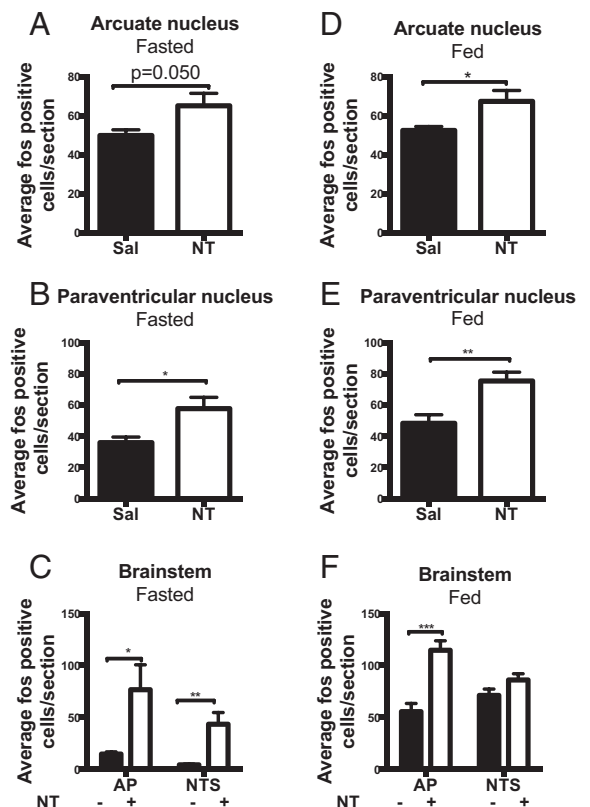 A
Arcuate nucleus
Fasted
p=0.050
Average fos positive
cells/section
80
60
40
20
0
Sal NT
D
Arcuate nucleus
Fed
*
Average fos positive
cells/section
80
60
40
20
0
Sal NT
B
Paraventricular nucleus
Fasted
*
Average fos positive
cells/section
100
80
60
40
20
0
Sal NT
E
Paraventricular nucleus
Fed
**
Average fos positive
cells/section
100
80
60
40
20
0
Sal NT
C
Brainstem
Fasted
* **
Average fos positive
cells/section
150
100
50
0
AP NTS
NT - + - +
F
Brainstem
Fed
***
Average fos positive
cells/section
150
100
50
0
AP NTS
NT - + - +